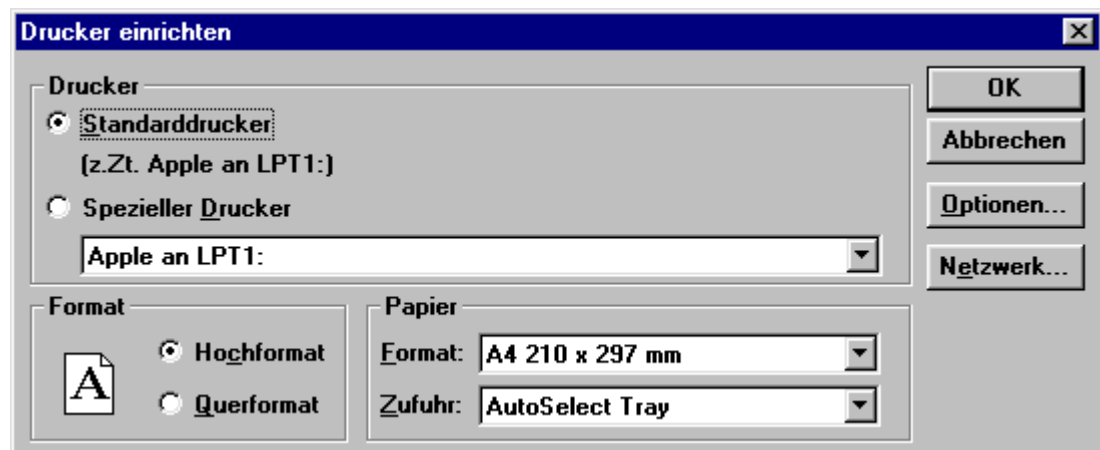 Drucker einrichten
Drucker
Standarddrucker
(z.Zt. Apple an LPT1:)
Spezieller Drucker
Apple an LPT1:
OK
Abbrechen
Optionen...
Netzwerk...
Format
A
Hochformat
Querformat
Papier
Format: A4 210 x 297 mm
Zufuhr: AutoSelect Tray